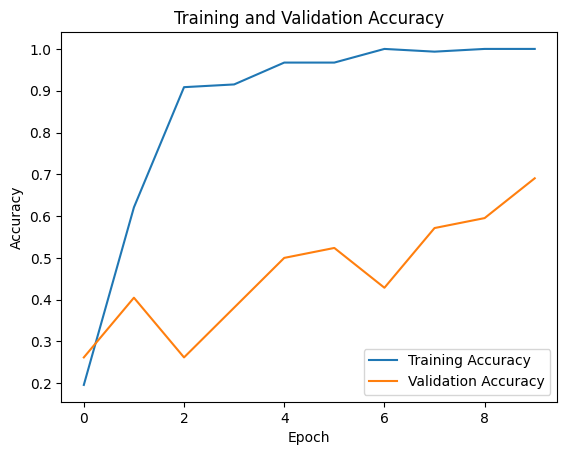 Training and Validation Accuracy
1.0
0.9
0.8
0.7
0.6
0.5
0.4
0.3
0.2
Accuracy
0 2 4 6 8
Epoch
Training Accuracy
Validation Accuracy